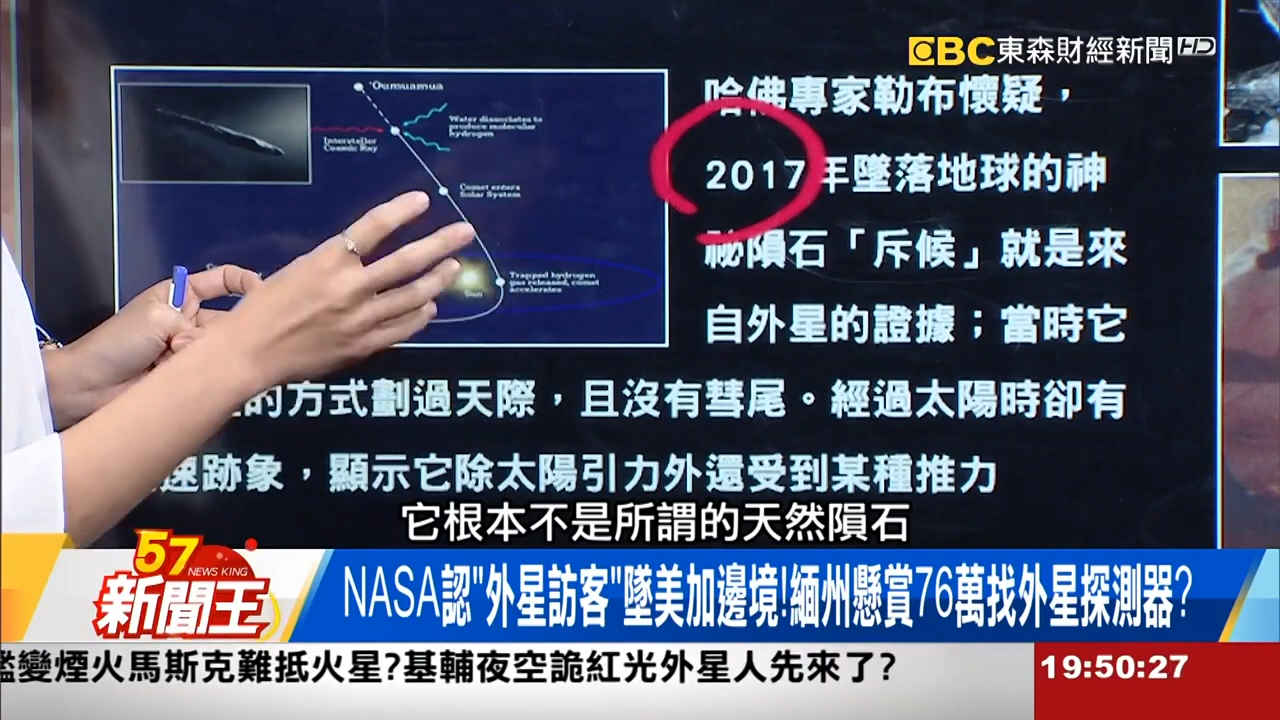 EBC東森財經新聞HD
'Oumuamua
Water dissociates to
produce molecular
hydrogen
Interstellar
Cosmic Ray
Comet enters
Solar System
Trapped hydrogen
gas released, comet
accelerates
Sun
哈佛專家勒布懷疑，
2017年墜落地球的神
祕隕石「斥候」就是來
自外星的證據；當時它
的方式劃過天際，且沒有彗尾。經過太陽時卻有
速跡象，顯示它除太陽引力外還受到某種推力
它根本不是所謂的天然隕石
57
NEWS KING
新聞王
NASA認"外星訪客"墜美加邊境!緬州懸賞76萬找外星探測器?
變煙火馬斯克難抵火星?基輔夜空詭紅光外星人先來了?
19:50:27